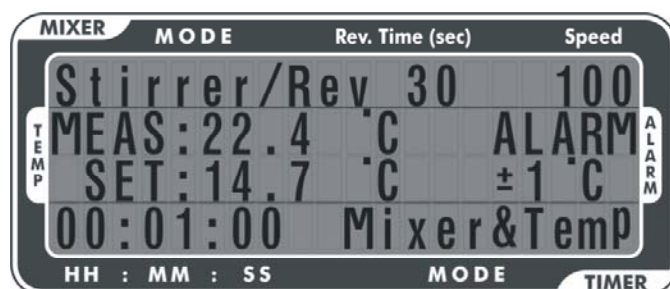 MIXER MODE Rev. Time (sec) Speed
Stirrer/Rev 30 100
TEMP MEAS:22.4 °C ALARM ALARM
SET:14.7 °C ±1 °C
00:01:00 Mixer&Temp
HH : MM : SS MODE TIMER